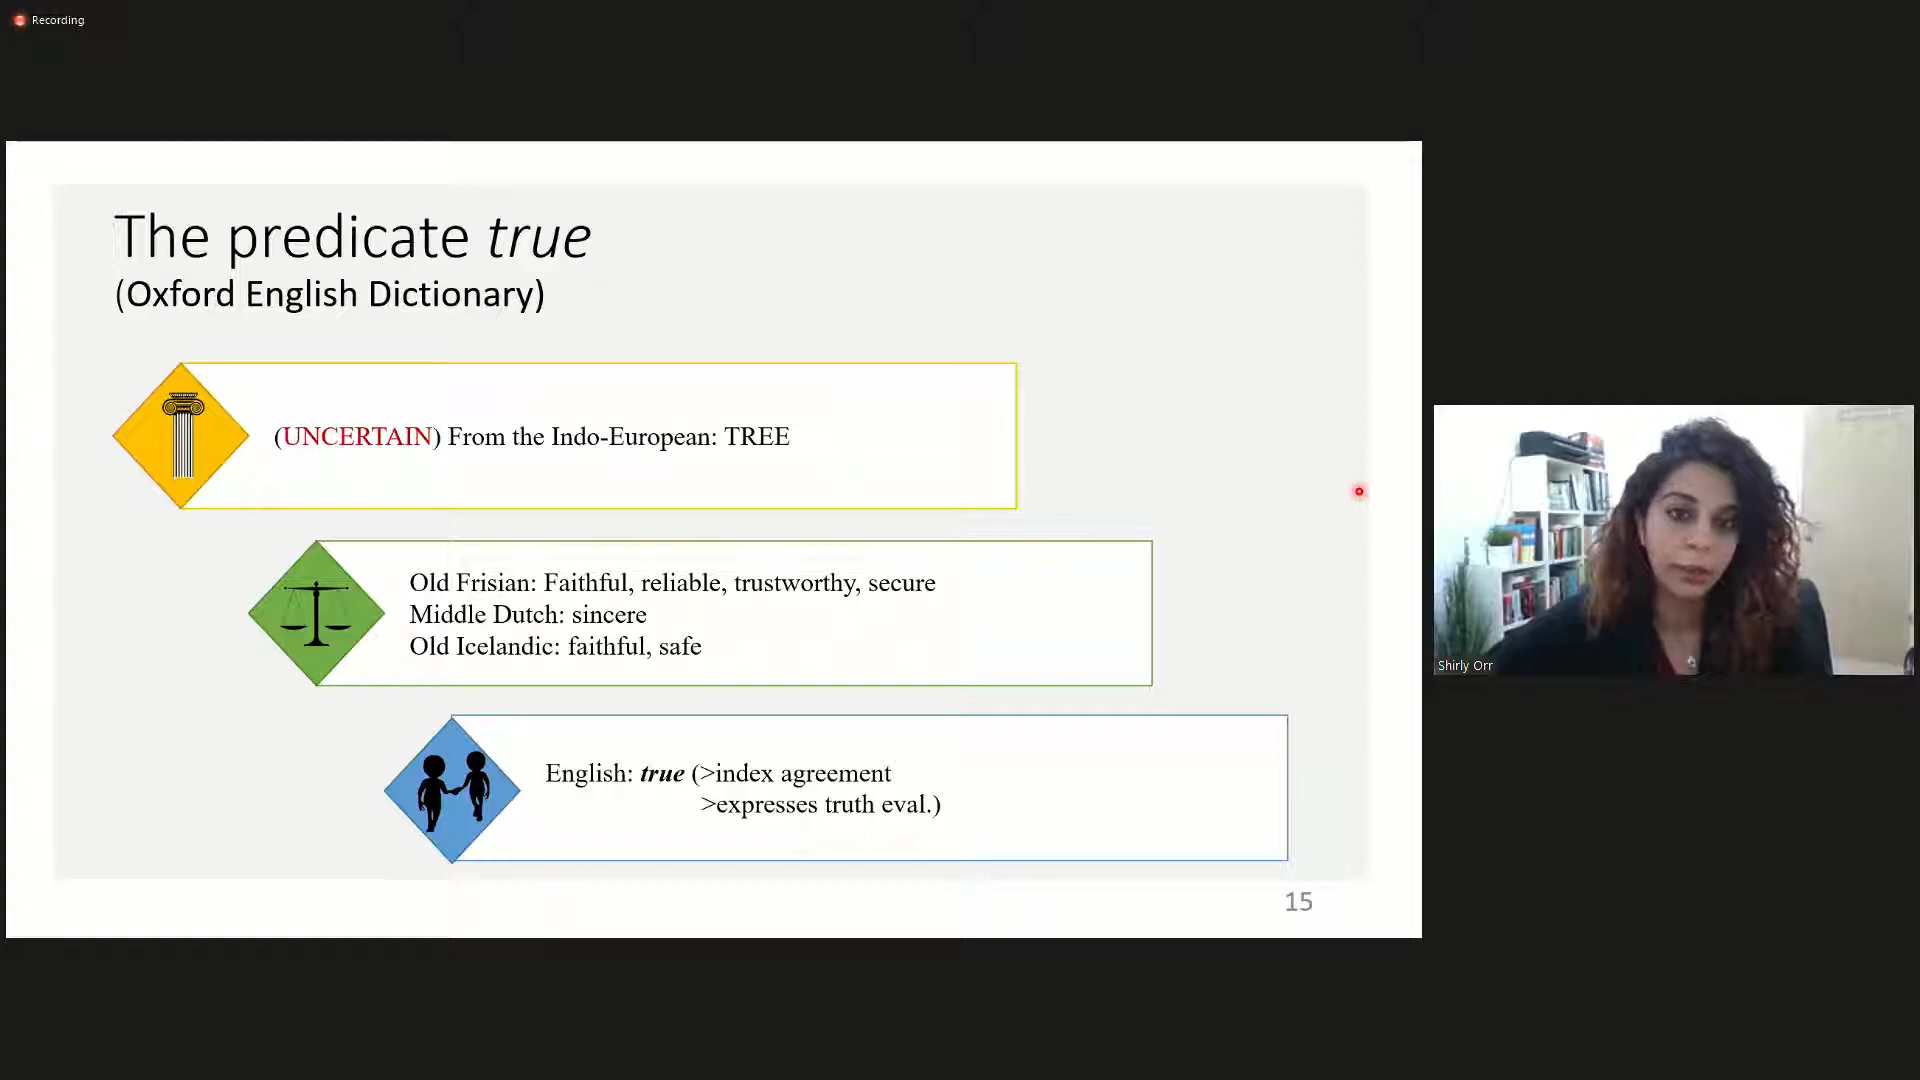 Recording
The predicate true
(Oxford English Dictionary)
(UNCERTAIN) From the Indo-European: TREE
Old Frisian: Faithful, reliable, trustworthy, secure
Middle Dutch: sincere
Old Icelandic: faithful, safe
English: true (>index agreement
>expresses truth eval.)
15
Shirly Orr